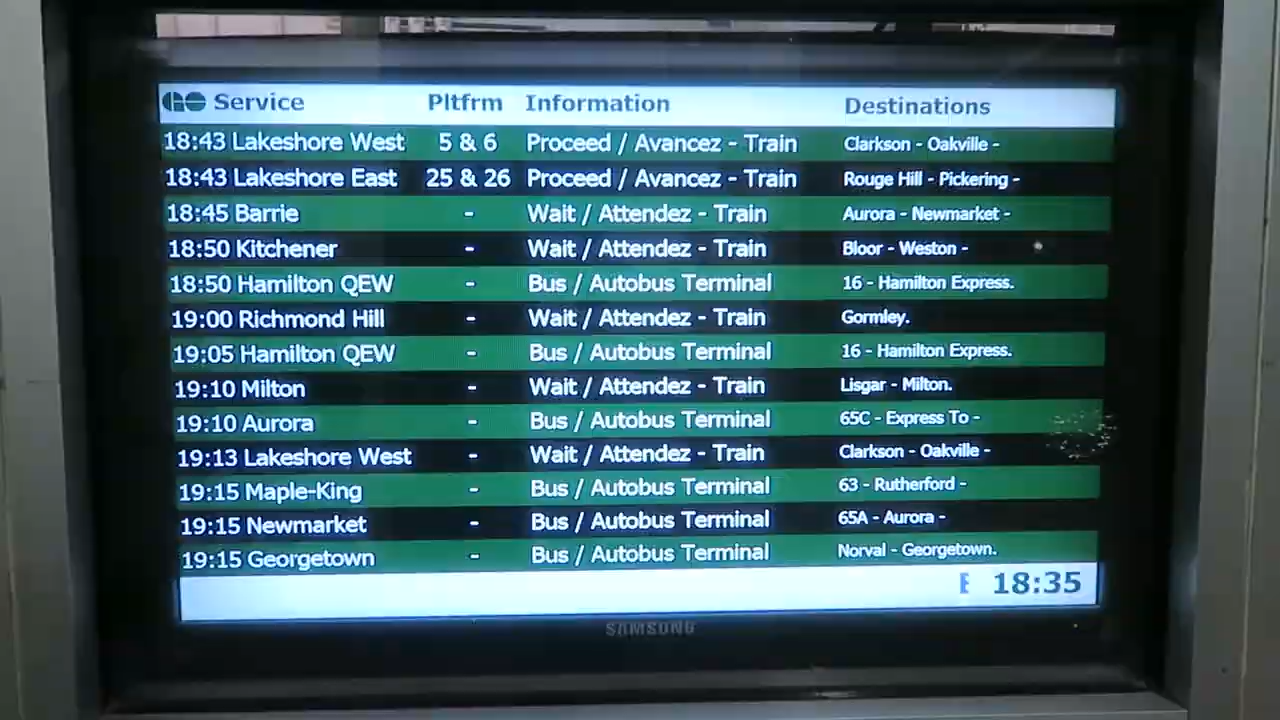 GO Service Pltfrm Information Destinations
18:43 Lakeshore West 5 & 6 Proceed / Avancez - Train Clarkson - Oakville -
18:43 Lakeshore East 25 & 26 Proceed / Avancez - Train Rouge Hill - Pickering -
18:45 Barrie - Wait / Attendez - Train Aurora - Newmarket -
18:50 Kitchener - Wait / Attendez - Train Bloor - Weston -
18:50 Hamilton QEW - Bus / Autobus Terminal 16 - Hamilton Express.
19:00 Richmond Hill - Wait / Attendez - Train Gormley.
19:05 Hamilton QEW - Bus / Autobus Terminal 16 - Hamilton Express.
19:10 Milton - Wait / Attendez - Train Lisgar - Milton.
19:10 Aurora - Bus / Autobus Terminal 65C - Express To -
19:13 Lakeshore West - Wait / Attendez - Train Clarkson - Oakville -
19:15 Maple-King - Bus / Autobus Terminal 63 - Rutherford -
19:15 Newmarket - Bus / Autobus Terminal 65A - Aurora -
19:15 Georgetown - Bus / Autobus Terminal Norval - Georgetown.
18:35
SAMSUNG